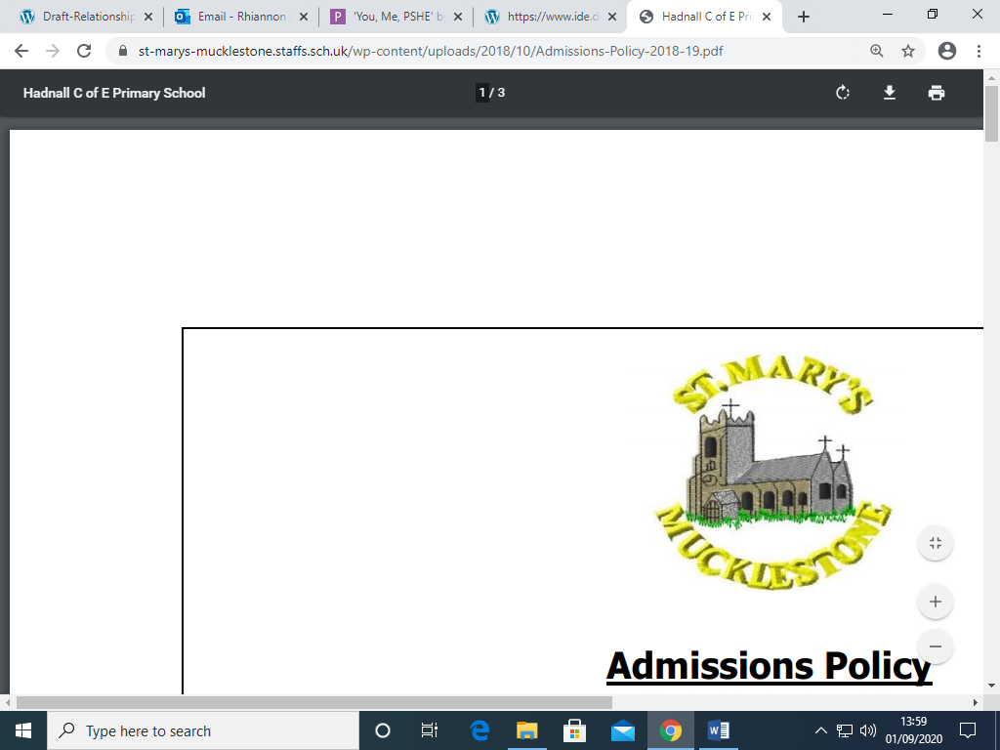 Draft-Relationship
Email - Rhiannon
'You, Me, PSHE' b
https://www.ide.d
Hadnall C of E Pri
st-marys-mucklestone.staffs.sch.uk/wp-content/uploads/2018/10/Admissions-Policy-2018-19.pdf
Hadnall C of E Primary School
1 / 3
ST. MARY'S
MUCKLESTONE
Admissions Policy
Type here to search
13:59
01/09/2020